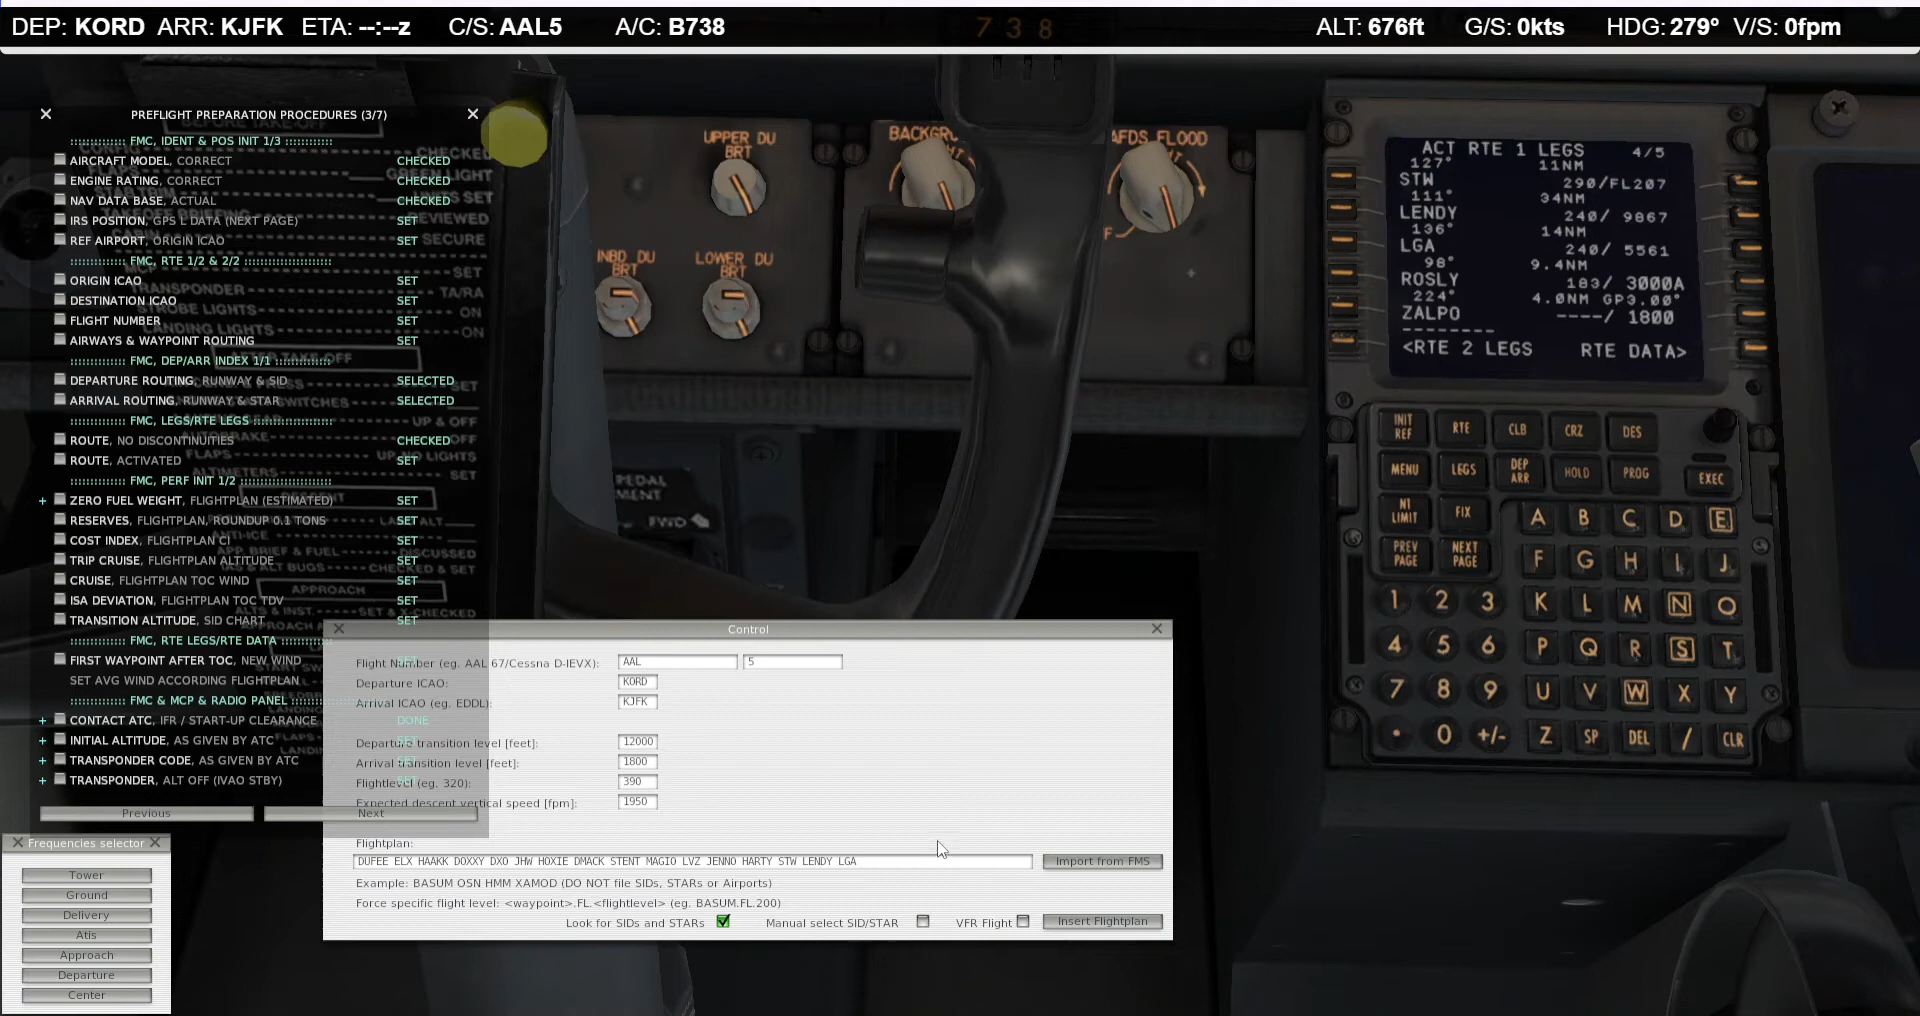 DEP: KORD ARR: KJFK ETA: --:--z C/S: AAL5 A/C: B738 ALT: 676ft G/S: 0kts HDG: 279° V/S: 0fpm
738
PREFLIGHT PREPARATION PROCEDURES (3/7)
FMC, IDENT & POS INIT 1/3
AIRCRAFT MODEL, CORRECT CHECKED
ENGINE RATING, CORRECT CHECKED
NAV DATA BASE, ACTUAL CHECKED
IRS POSITION, GPS L DATA (NEXT PAGE) SET
REF AIRPORT, ORIGIN ICAO SET
FMC, RTE 1/2 & 2/2
ORIGIN ICAO SET
DESTINATION ICAO SET
FLIGHT NUMBER SET
AIRWAYS & WAYPOINT ROUTING SET
FMC, DEP/ARR INDEX 1/1
DEPARTURE ROUTING, RUNWAY & SID SELECTED
ARRIVAL ROUTING, RUNWAY & STAR SELECTED
FMC, LEGS/RTE LEGS
ROUTE, NO DISCONTINUITIES CHECKED
ROUTE, ACTIVATED SET
FMC, PERF INIT 1/2
+ ZERO FUEL WEIGHT, FLIGHTPLAN (ESTIMATED) SET
RESERVES, FLIGHTPLAN, ROUNDUP 0.1 TONS SET
COST INDEX, FLIGHTPLAN CI SET
TRIP CRUISE, FLIGHTPLAN ALTITUDE SET
CRUISE, FLIGHTPLAN TOC WIND SET
ISA DEVIATION, FLIGHTPLAN TOC TDV SET
TRANSITION ALTITUDE, SID CHART SET
FMC, RTE LEGS/RTE DATA
FIRST WAYPOINT AFTER TOC, NEW WIND SET
SET AVG WIND ACCORDING FLIGHTPLAN
FMC & MCP & RADIO PANEL
+ CONTACT ATC, IFR / START-UP CLEARANCE DONE
+ INITIAL ALTITUDE, AS GIVEN BY ATC SET
+ TRANSPONDER CODE, AS GIVEN BY ATC SET
+ TRANSPONDER, ALT OFF (IVAO STBY) SET
Previous Next
Frequencies selector
Tower
Ground
Delivery
Atis
Approach
Departure
Center
UPPER DU
BRT
INBD DU
BRT
LOWER DU
BRT
AFDS FLOOD
PEDAL
FWD
Control
Flight Number (eg. AAL 67/Cessna D-IEVX): AAL 5
Departure ICAO: KORD
Arrival ICAO (eg. EDDL): KJFK
Departure transition level [feet]: 12000
Arrival transition level [feet]: 1800
Flightlevel (eg. 320): 390
Expected descent vertical speed [fpm]: 1950
Flightplan:
DUFEE ELX HAAKK DOXXY DXO JHW HOXIE DMACK STENT MAGIO LVZ JENNO HARTY STW LENDY LGA Import from FMS
Example: BASUM OSN HMM XAMOD (DO NOT file SIDs, STARs or Airports)
Force specific flight level: <waypoint>.FL.<flightlevel> (eg. BASUM.FL.200)
Look for SIDs and STARs Manual select SID/STAR VFR Flight Insert Flightplan
ACT RTE 1 LEGS 4/5
127° 11NM
STW 290/FL207
111° 34NM
LENDY 240/ 9867
136° 14NM
LGA 240/ 5561
98° 9.4NM
ROSLY 183/ 3000A
224° 4.0NM GP3.00°
ZALPO ----/ 1800
--------
<RTE 2 LEGS RTE DATA>
INIT REF RTE CLB CRZ DES
MENU LEGS DEP ARR HOLD PROG EXEC
N1 LIMIT FIX
PREV PAGE NEXT PAGE
A B C D E
F G H I J
1 2 3 K L M N O
4 5 6 P Q R S T
7 8 9 U V W X Y
. 0 +/- Z SP DEL / CLR